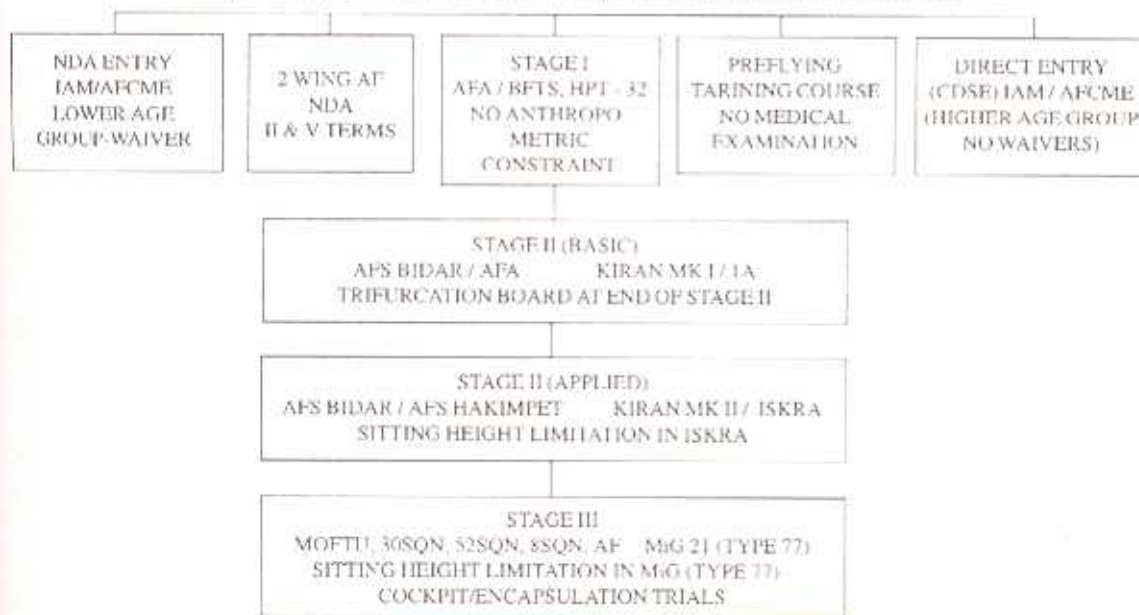 NDA ENTRY
IAM/AFCME
LOWER AGE
GROUP-WAIVER
2 WING AF
NDA
II & V TERMS
STAGE I
AFA / BFTS, HPT - 32
NO ANTHROPO
METRIC
CONSTRAINT
PREFLYING
TARINING COURSE
NO MEDICAL
EXAMINATION
DIRECT ENTRY
(CDSE) IAM / AFCME
(HIGHER AGE GROUP
NO WAIVERS)
STAGE II (BASIC)
AFS BIDAR / AFA KIRAN MK I / IA
TRIFURCATION BOARD AT END OF STAGE II
STAGE II (APPLIED)
AFS BIDAR / AFS HAKIMPET KIRAN MK II / ISKRA
SITTING HEIGHT LIMITATION IN ISKRA
STAGE III
MOFTU, 30SQN, 52SQN, 8SQN, AF MiG 21 (TYPE 77)
SITTING HEIGHT LIMITATION IN MiG (TYPE 77)
COCKPIT/ENCAPSULATION TRIALS